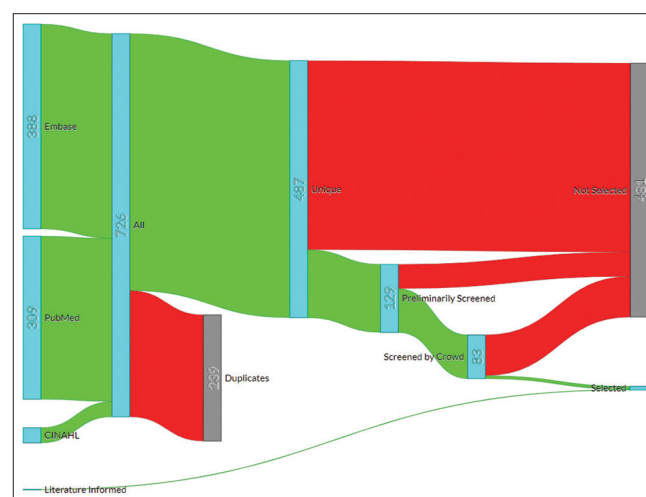 388
Embase
726
All
487
Unique
Not Selected
309
PubMed
129
Preliminarily Screened
Screened by Crowd
83
239
Duplicates
Selected
CINAHL
Literature Informed